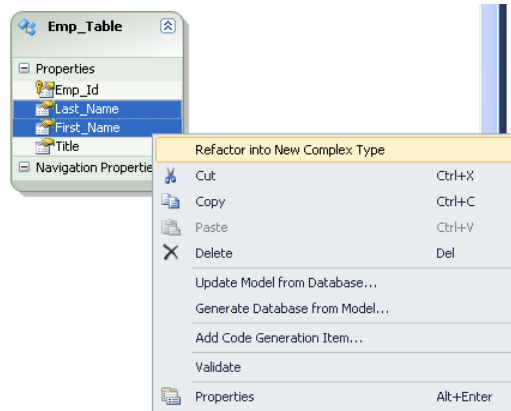 Emp_Table
Properties
Emp_Id
Last_Name
First_Name
Title
Navigation Propertie
Refactor into New Complex Type
Cut Ctrl+X
Copy Ctrl+C
Paste Ctrl+V
Delete Del
Update Model from Database...
Generate Database from Model...
Add Code Generation Item...
Validate
Properties Alt+Enter